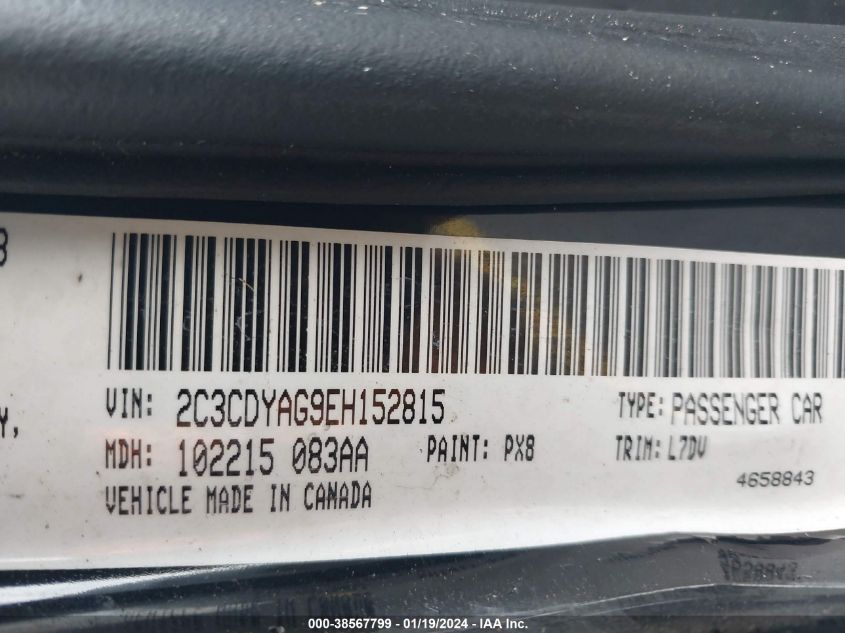 3
VIN: 2C3CDYAG9EH152815 TYPE: PASSENGER CAR
Y,
MDH: 102215 083AA PAINT: PX8 TRIM: L7DV
4658843
VEHICLE MADE IN CANADA
000-38567799 - 01/19/2024 - IAA Inc.